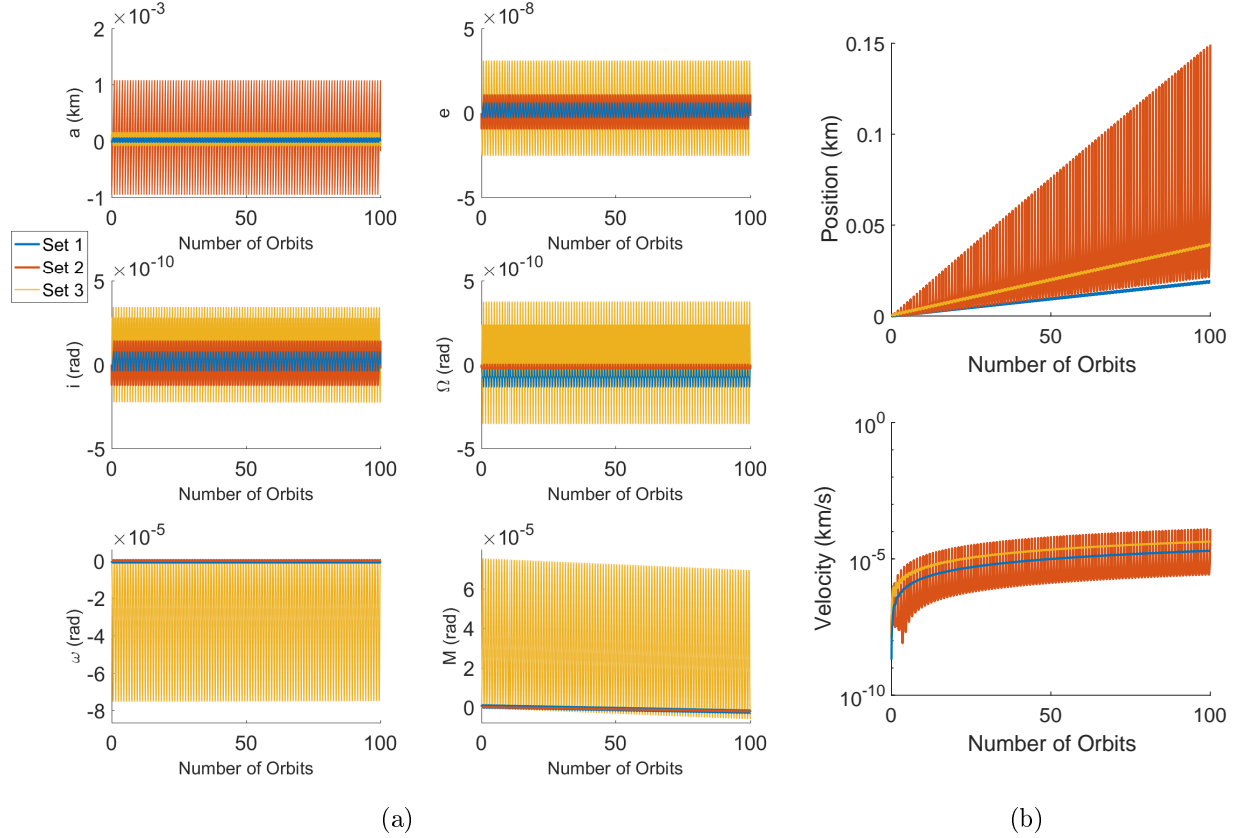 ×10⁻³
2
1
0
-1
a (km)
0 50 100
Number of Orbits
×10⁻⁸
5
0
-5
e
0 50 100
Number of Orbits
Set 1
Set 2
Set 3
×10⁻¹⁰
5
0
-5
i (rad)
0 50 100
Number of Orbits
×10⁻¹⁰
5
0
-5
Ω (rad)
0 50 100
Number of Orbits
×10⁻⁵
0
-2
-4
-6
-8
ω (rad)
0 50 100
Number of Orbits
×10⁻⁵
6
4
2
0
M (rad)
0 50 100
Number of Orbits
(a)
0.15
0.1
0.05
0
Position (km)
0 50 100
Number of Orbits
10⁰
10⁻⁵
10⁻¹⁰
Velocity (km/s)
0 50 100
Number of Orbits
(b)